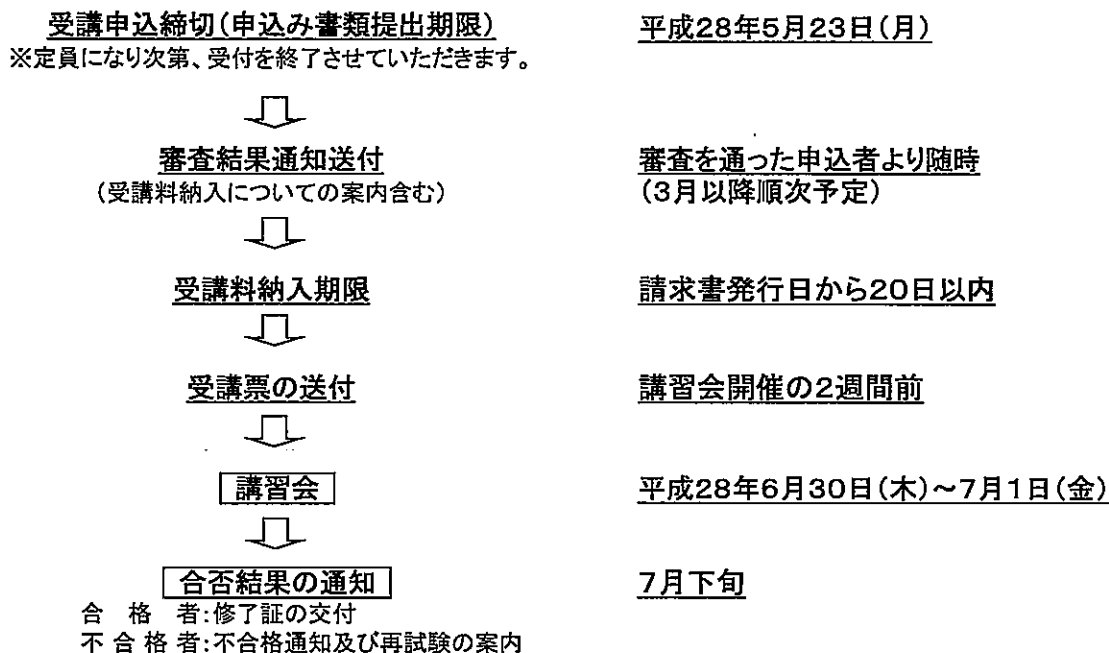 受講申込締切(申込み書類提出期限) 平成28年5月23日(月)
※定員になり次第、受付を終了させていただきます。
審査結果通知送付 審査を通った申込者より随時
(受講料納入についての案内含む) (3月以降順次予定)
受講料納入期限 請求書発行日から20日以内
受講票の送付 講習会開催の2週間前
講習会 平成28年6月30日(木)~7月1日(金)
合否結果の通知 7月下旬
合 格 者:修了証の交付
不 合 格 者:不合格通知及び再試験の案内